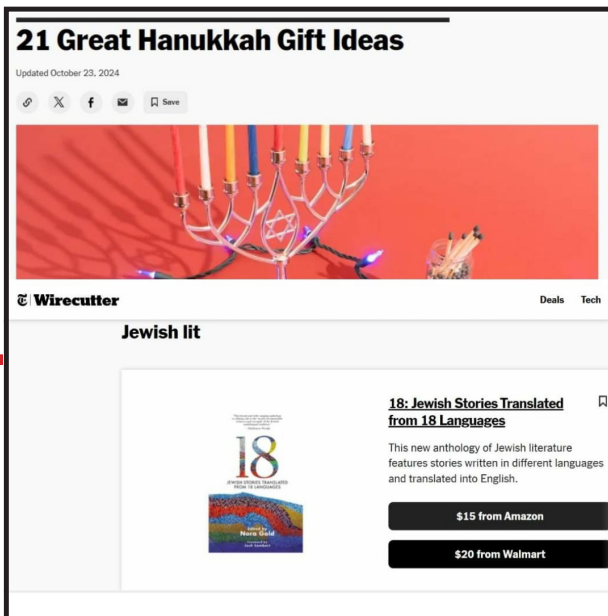 21 Great Hanukkah Gift Ideas
Updated October 23, 2024
Save
Wirecutter
Deals Tech
Jewish lit
18
JEWISH STORIES TRANSLATED
FROM 18 LANGUAGES
Edited by
Nora Gold
18: Jewish Stories Translated
from 18 Languages
This new anthology of Jewish literature
features stories written in different languages
and translated into English.
$15 from Amazon
$20 from Walmart